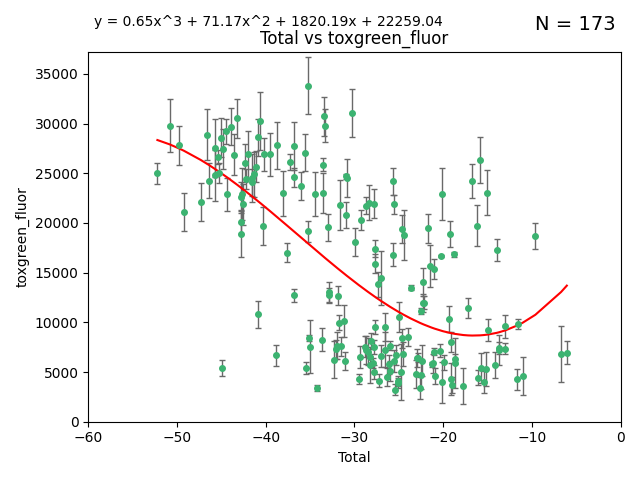 y = 0.65x^3 + 71.17x^2 + 1820.19x + 22259.04
N = 173
Total vs toxgreen_fluor
35000
30000
25000
20000
15000
10000
5000
0
toxgreen_fluor
−60 −50 −40 −30 −20 −10 0
Total